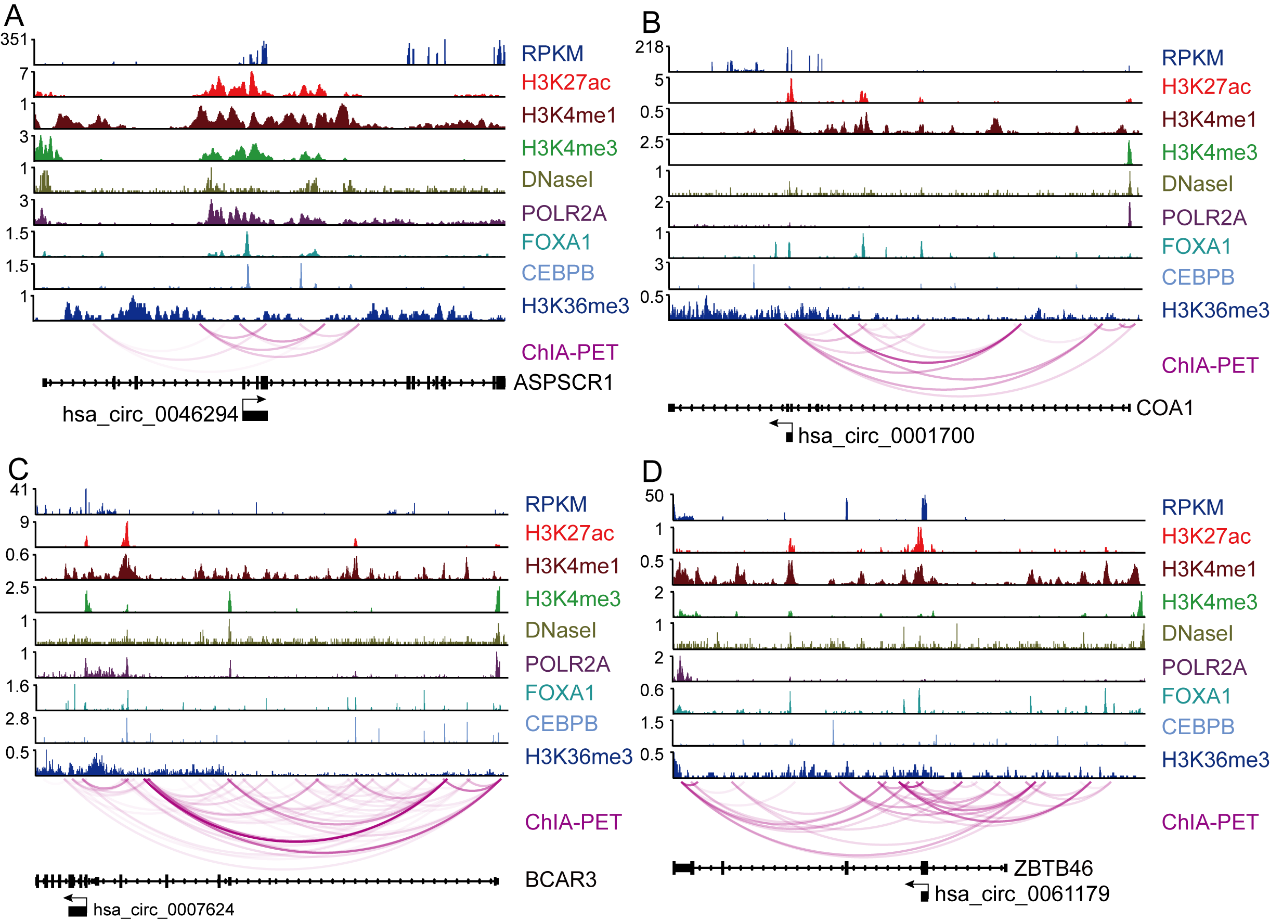 A
351 RPKM
7 H3K27ac
1 H3K4me1
3 H3K4me3
1 DNaseI
3 POLR2A
1.5 FOXA1
1.5 CEBPB
1 H3K36me3
ChIA-PET
ASPSCR1
hsa_circ_0046294
B
218 RPKM
5 H3K27ac
0.5 H3K4me1
2.5 H3K4me3
1 DNaseI
2 POLR2A
1 FOXA1
3 CEBPB
0.5 H3K36me3
ChIA-PET
COA1
hsa_circ_0001700
C
41 RPKM
9 H3K27ac
0.6 H3K4me1
2.5 H3K4me3
1 DNaseI
1 POLR2A
1.6 FOXA1
2.8 CEBPB
0.5 H3K36me3
ChIA-PET
BCAR3
hsa_circ_0007624
D
50 RPKM
1 H3K27ac
0.5 H3K4me1
2 H3K4me3
1 DNaseI
2 POLR2A
0.6 FOXA1
1.5 CEBPB
0.5 H3K36me3
ChIA-PET
ZBTB46
hsa_circ_0061179